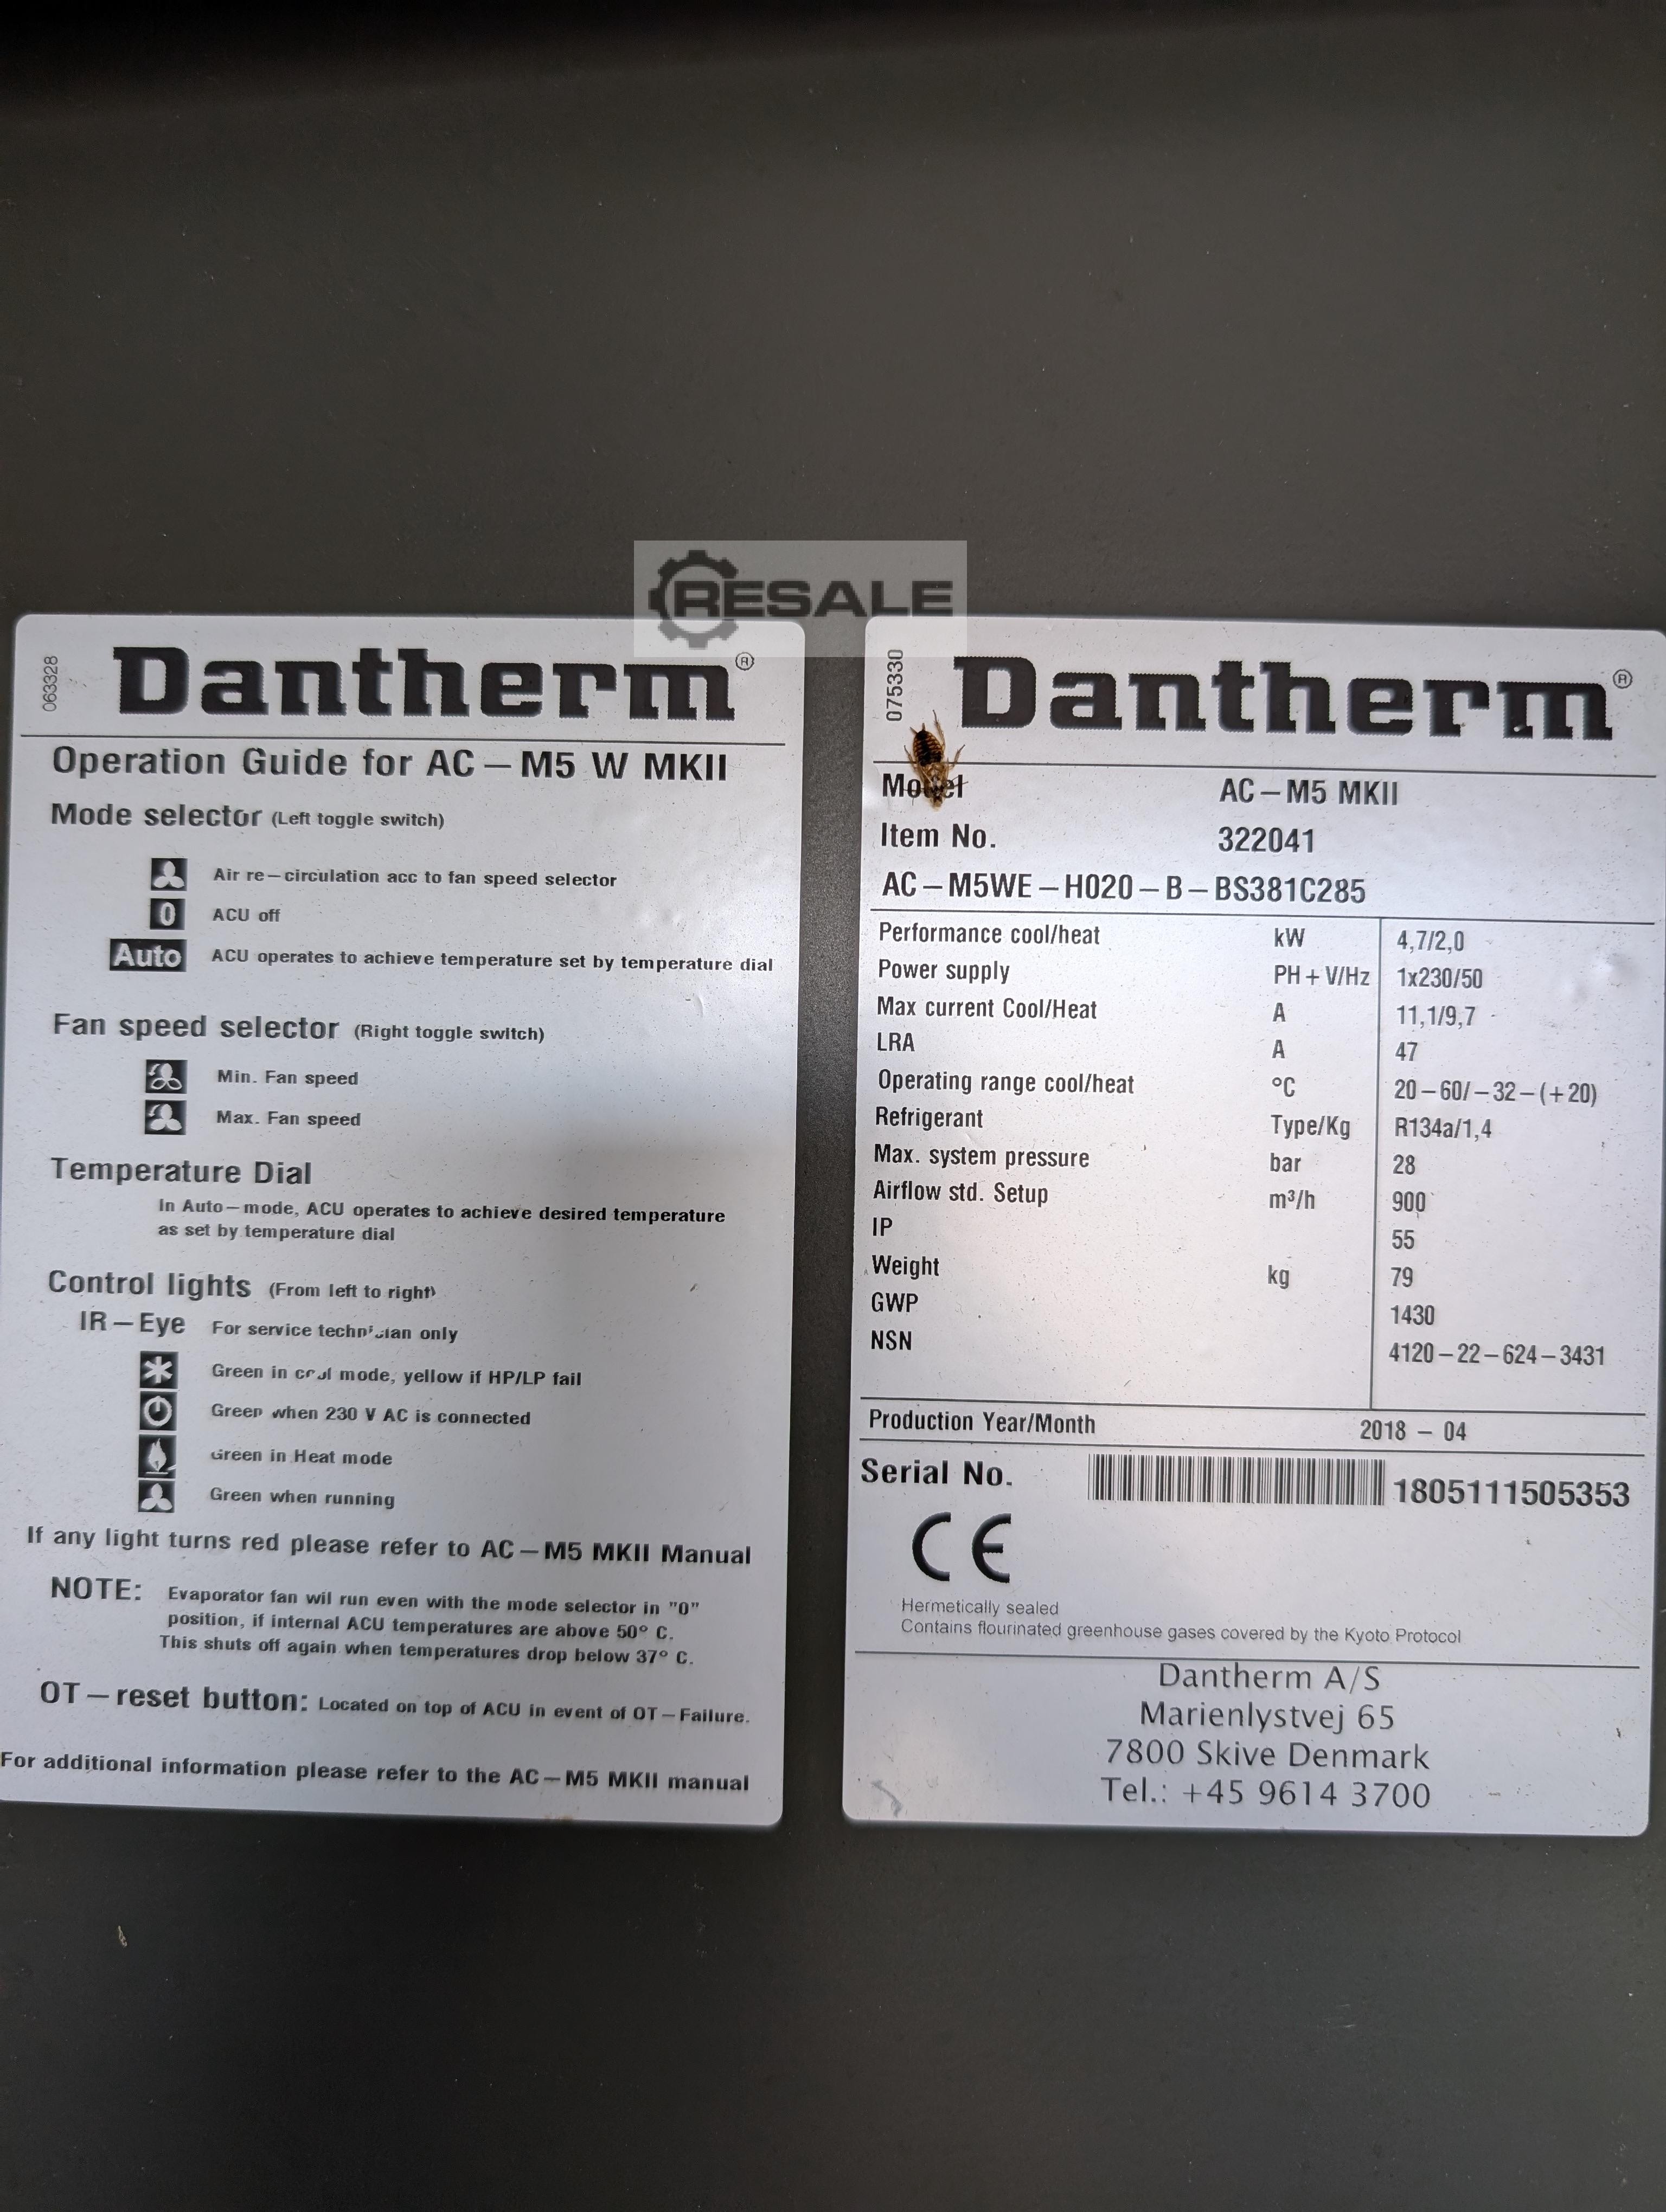 RESALE
063328
Dantherm®
Operation Guide for AC–M5 W MKII
Mode selector (Left toggle switch)
Air re–circulation acc to fan speed selector
0 ACU off
Auto ACU operates to achieve temperature set by temperature dial
Fan speed selector (Right toggle switch)
Min. Fan speed
Max. Fan speed
Temperature Dial
In Auto–mode, ACU operates to achieve desired temperature
as set by temperature dial
Control lights (From left to right)
IR–Eye For service technician only
Green in cool mode, yellow if HP/LP fail
Green when 230 V AC is connected
Green in Heat mode
Green when running
If any light turns red please refer to AC–M5 MKII Manual
NOTE: Evaporator fan wil run even with the mode selector in "0"
position, if internal ACU temperatures are above 50° C.
This shuts off again when temperatures drop below 37° C.
OT–reset button: Located on top of ACU in event of OT–Failure.
For additional information please refer to the AC–M5 MKII manual
075330
Dantherm®
Model AC–M5 MKII
Item No. 322041
AC–M5WE–H020–B–BS381C285
Performance cool/heat kW 4,7/2,0
Power supply PH+V/Hz 1x230/50
Max current Cool/Heat A 11,1/9,7
LRA A 47
Operating range cool/heat °C 20–60/–32–(+20)
Refrigerant Type/Kg R134a/1,4
Max. system pressure bar 28
Airflow std. Setup m³/h 900
IP 55
Weight kg 79
GWP 1430
NSN 4120–22–624–3431
Production Year/Month 2018 – 04
Serial No. 1805111505353
CE
Hermetically sealed
Contains flourinated greenhouse gases covered by the Kyoto Protocol
Dantherm A/S
Marienlystvej 65
7800 Skive Denmark
Tel.: +45 9614 3700